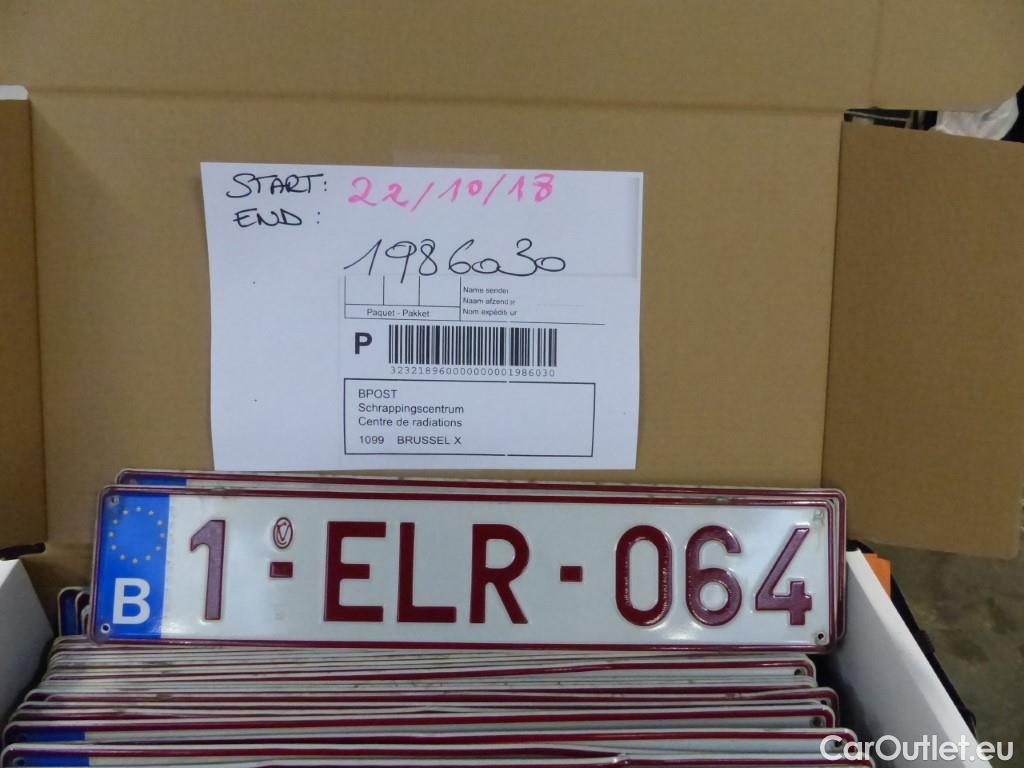 START: 22/10/18
END:
1986030
Name sender
Naam afzender
Paquet - Pakket
Nom expéditeur
P
323218960000000001986030
BPOST
Schrappingscentrum
Centre de radiations
1099 BRUSSEL X
B 1-ELR-064
CarOutlet.eu